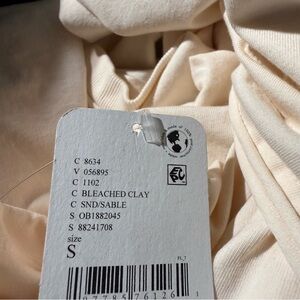 C 8634
V 056895
C 1102
C BLEACHED CLAY
C SND/SABLE
S OB1882045
S 88241708
size
S